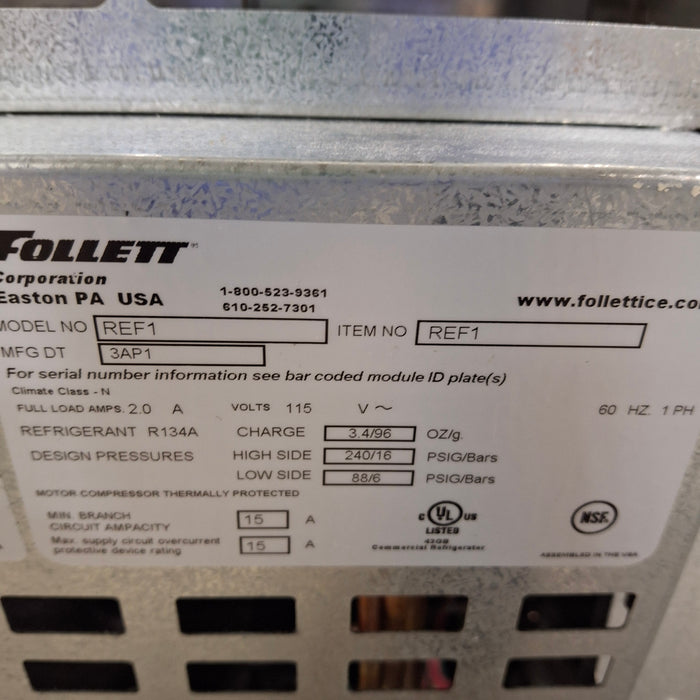 FOLLETT
Corporation
Easton PA USA
1-800-523-9361
610-252-7301
www.follettice.co
MODEL NO REF1 ITEM NO REF1
MFG DT 3AP1
For serial number information see bar coded module ID plate(s)
Climate Class - N
FULL LOAD AMPS. 2.0 A VOLTS 115 V ~ 60 HZ. 1 PH
REFRIGERANT R134A CHARGE 3.4/96 OZ/g.
DESIGN PRESSURES HIGH SIDE 240/16 PSIG/Bars
LOW SIDE 88/6 PSIG/Bars
MOTOR-COMPRESSOR THERMALLY PROTECTED
MIN. BRANCH
CIRCUIT AMPACITY 15 A
Max. supply circuit overcurrent
protective device rating 15 A
C UL US
LISTED
42GB
Commercial Refrigerator
NSF.
ASSEMBLED IN THE USA